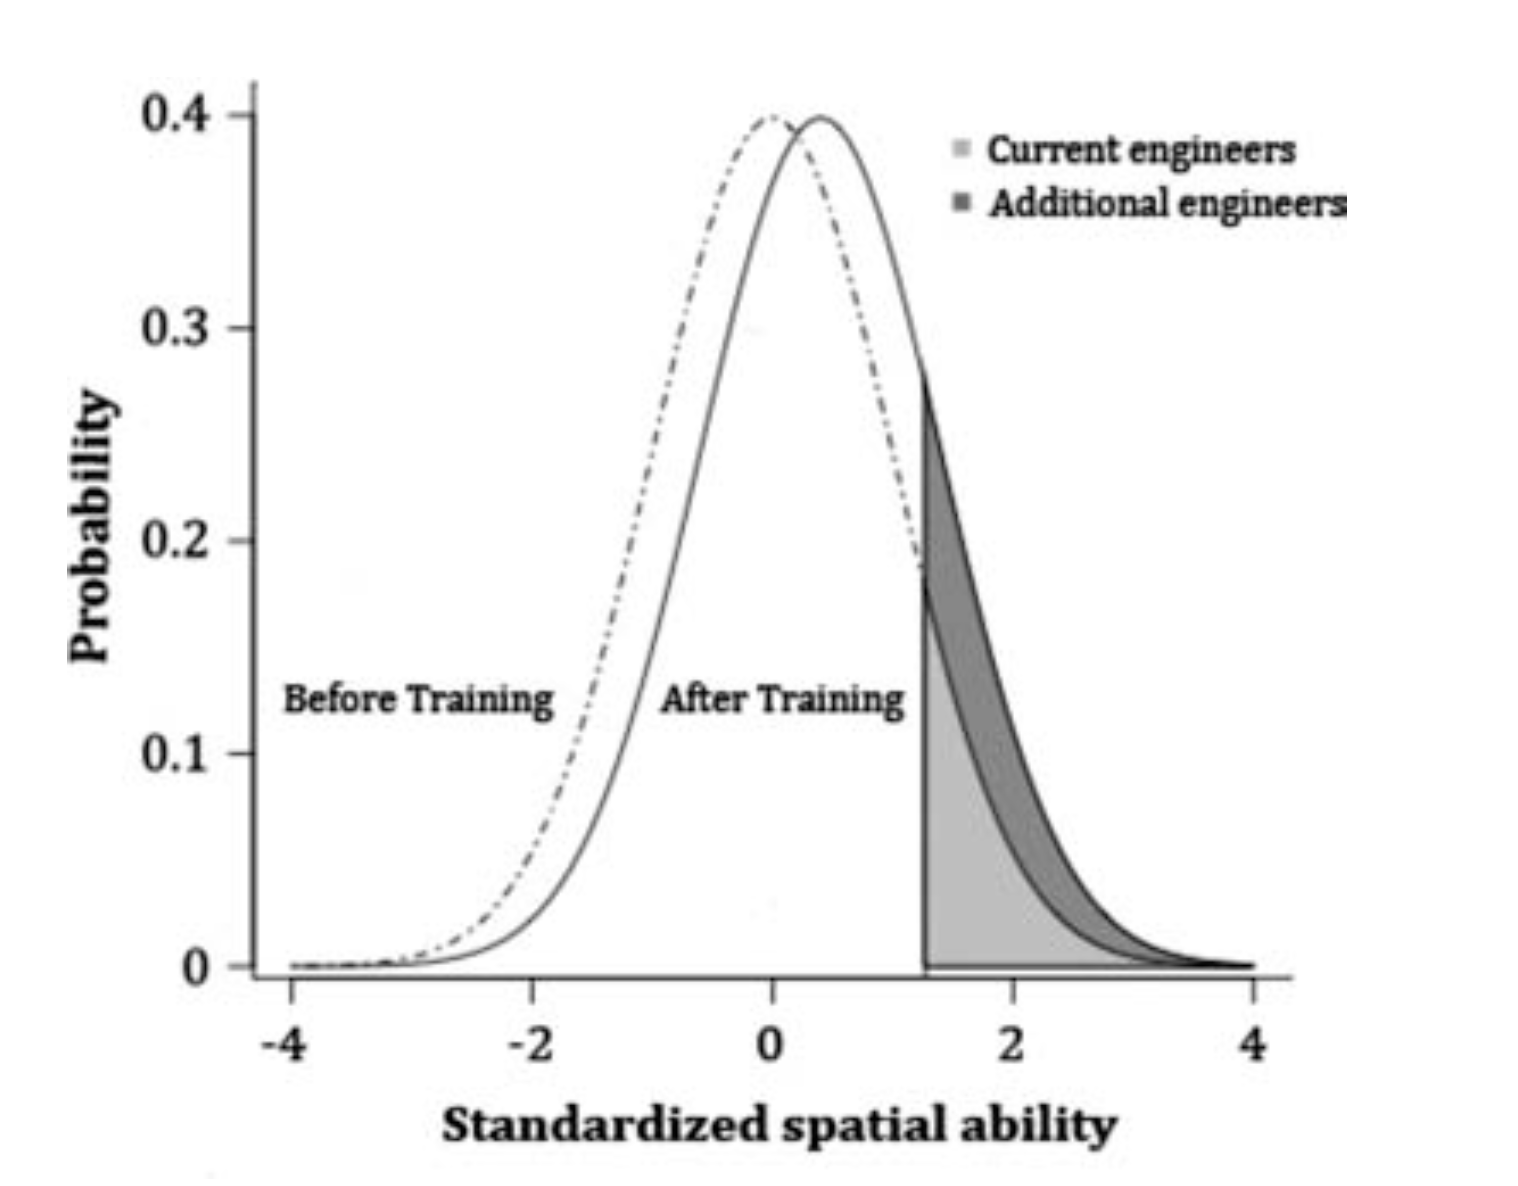 0.4
0.3
0.2
0.1
0
Probability
Current engineers
Additional engineers
Before Training
After Training
-4
-2
0
2
4
Standardized spatial ability